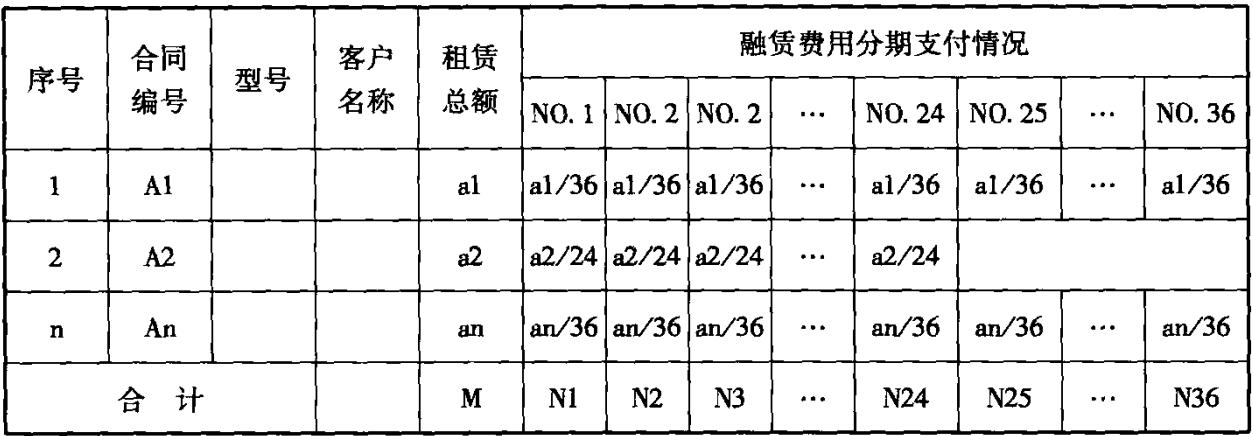 序号 合同编号 型号 客户名称 租赁总额 融赁费用分期支付情况
NO. 1 NO. 2 NO. 2 … NO. 24 NO. 25 … NO. 36
1 A1 a1 a1/36 a1/36 a1/36 … a1/36 a1/36 … a1/36
2 A2 a2 a2/24 a2/24 a2/24 … a2/24
n An an an/36 an/36 an/36 … an/36 an/36 … an/36
合 计 M N1 N2 N3 … N24 N25 … N36